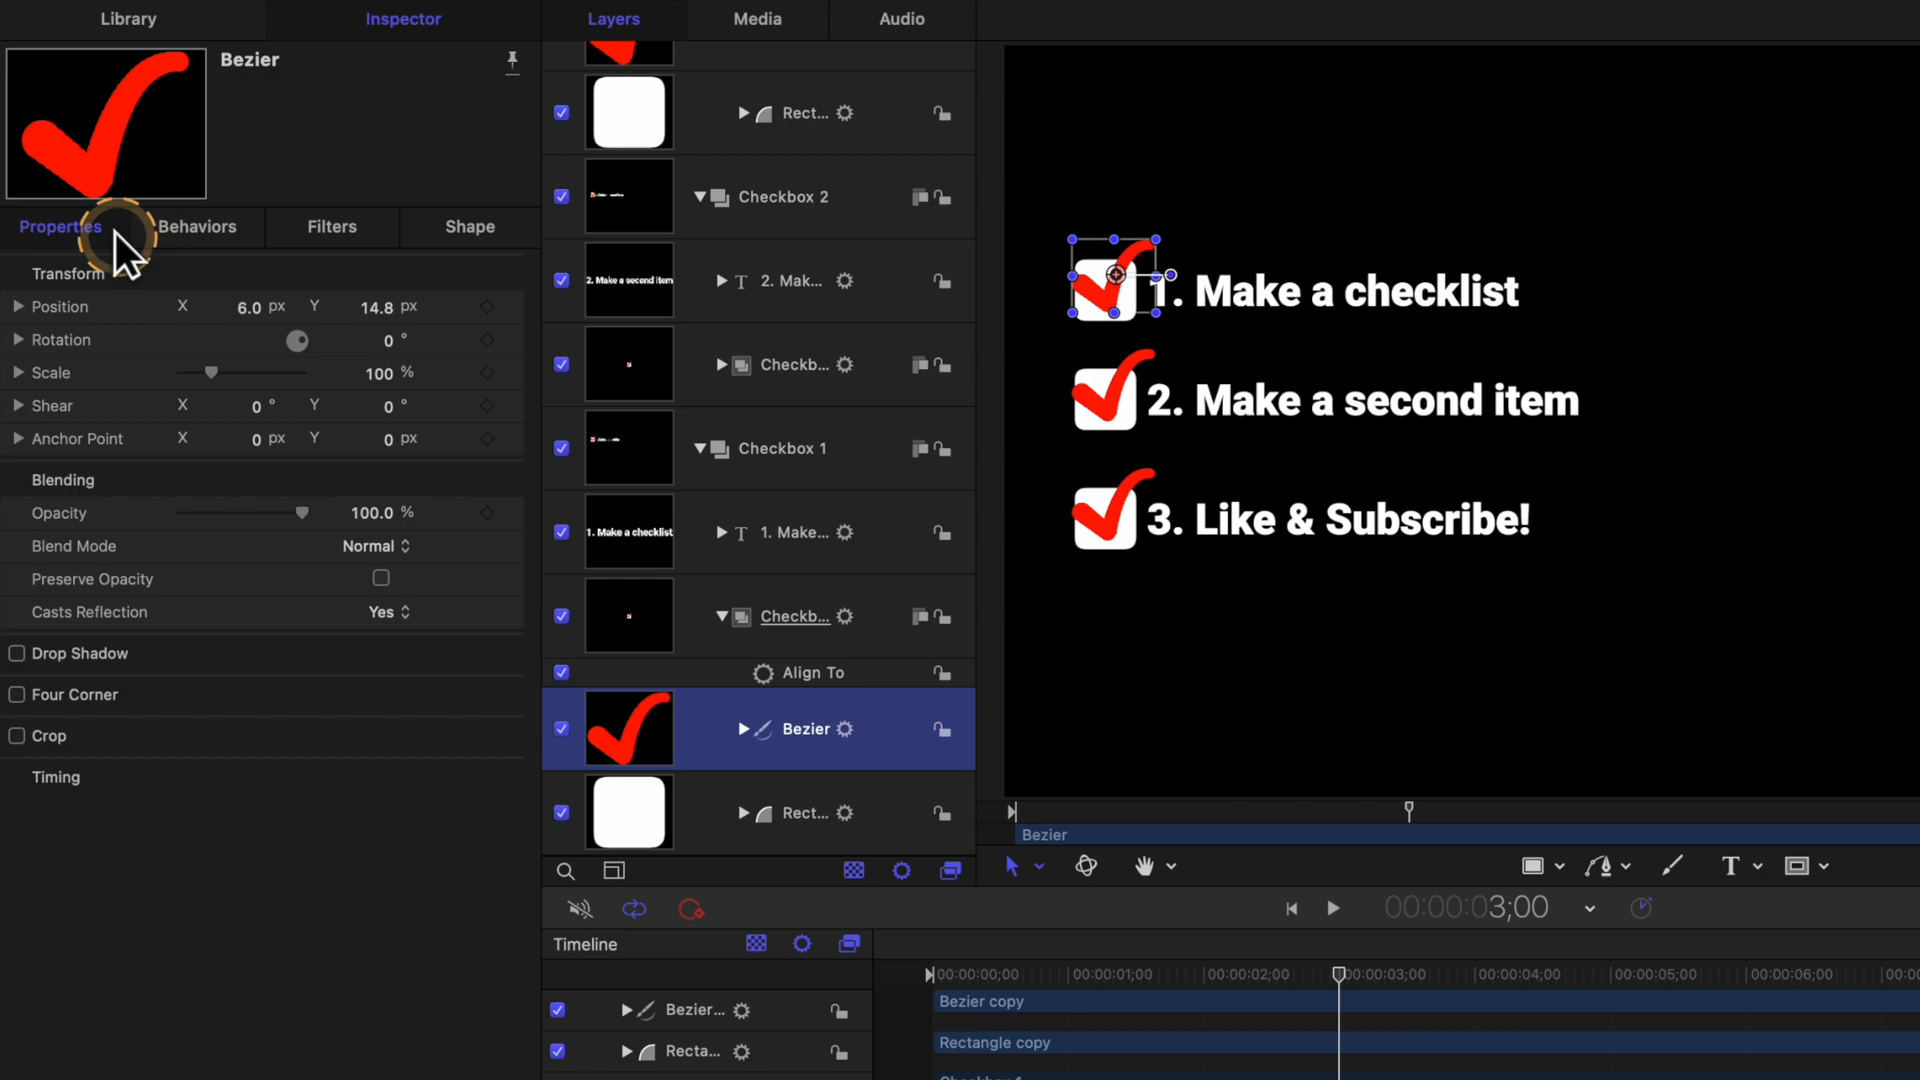 Library
Inspector
Layers
Media
Audio
Bezier
Properties
Behaviors
Filters
Shape
Transform
Position X 6.0 px Y 14.8 px
Rotation 0 °
Scale 100 %
Shear X 0 ° Y 0 °
Anchor Point X 0 px Y 0 px
Blending
Opacity 100.0 %
Blend Mode Normal
Preserve Opacity
Casts Reflection Yes
Drop Shadow
Four Corner
Crop
Timing
Rect...
Checkbox 2
2. Make a second item
2. Mak...
Checkb...
Checkbox 1
1. Make a checklist
1. Make...
Checkb...
Align To
Bezier
Rect...
1. Make a checklist
2. Make a second item
3. Like & Subscribe!
Bezier
T
00:00:03;00
Timeline
00:00:00;00
00:00:01;00
00:00:02;00
00:00:03;00
00:00:04;00
00:00:05;00
00:00:06;00
Bezier...
Bezier copy
Recta...
Rectangle copy